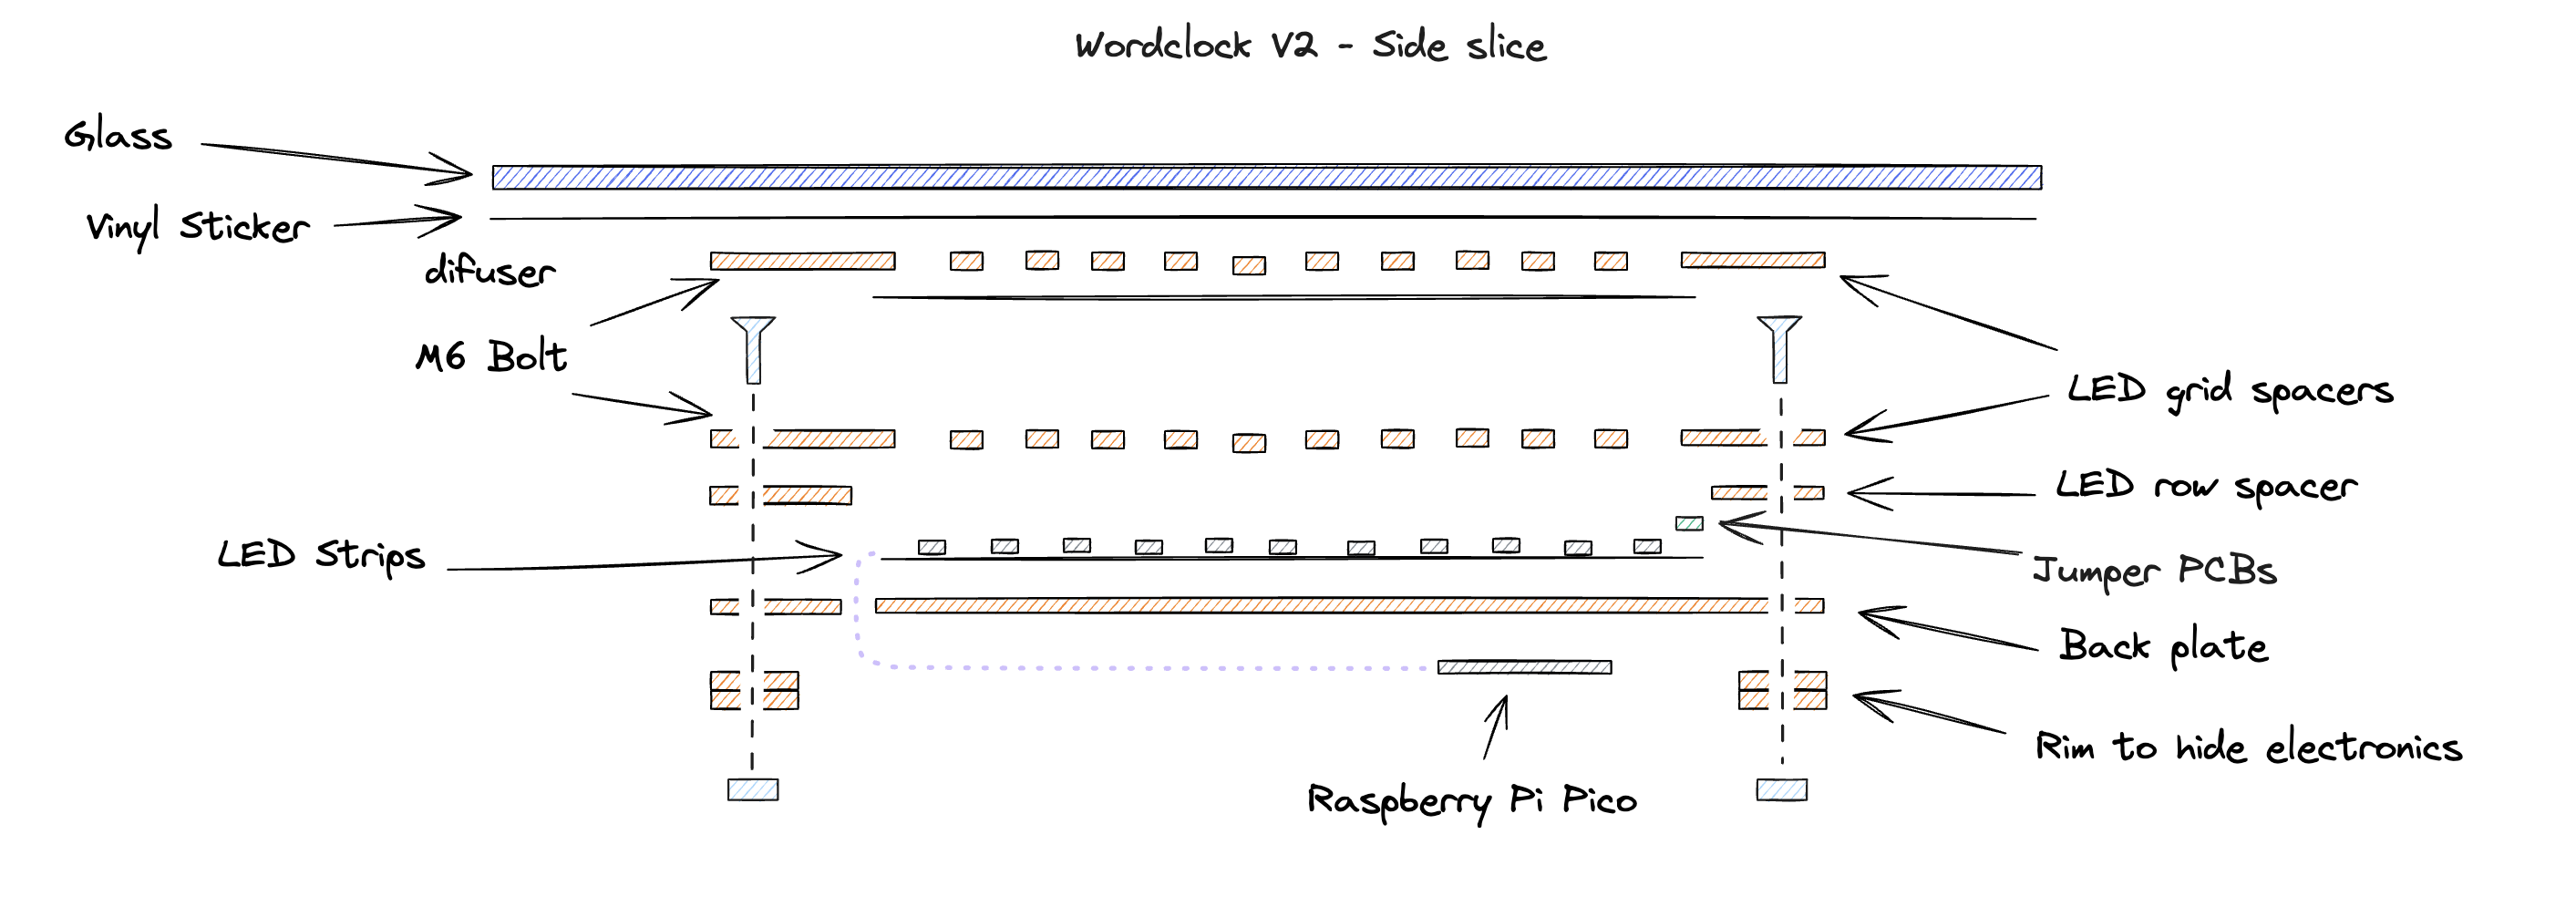 Wordclock V2 - Side slice
Glass
Vinyl Sticker
difuser
M6 Bolt
LED grid spacers
LED row spacer
LED Strips
Jumper PCBs
Back plate
Rim to hide electronics
Raspberry Pi Pico